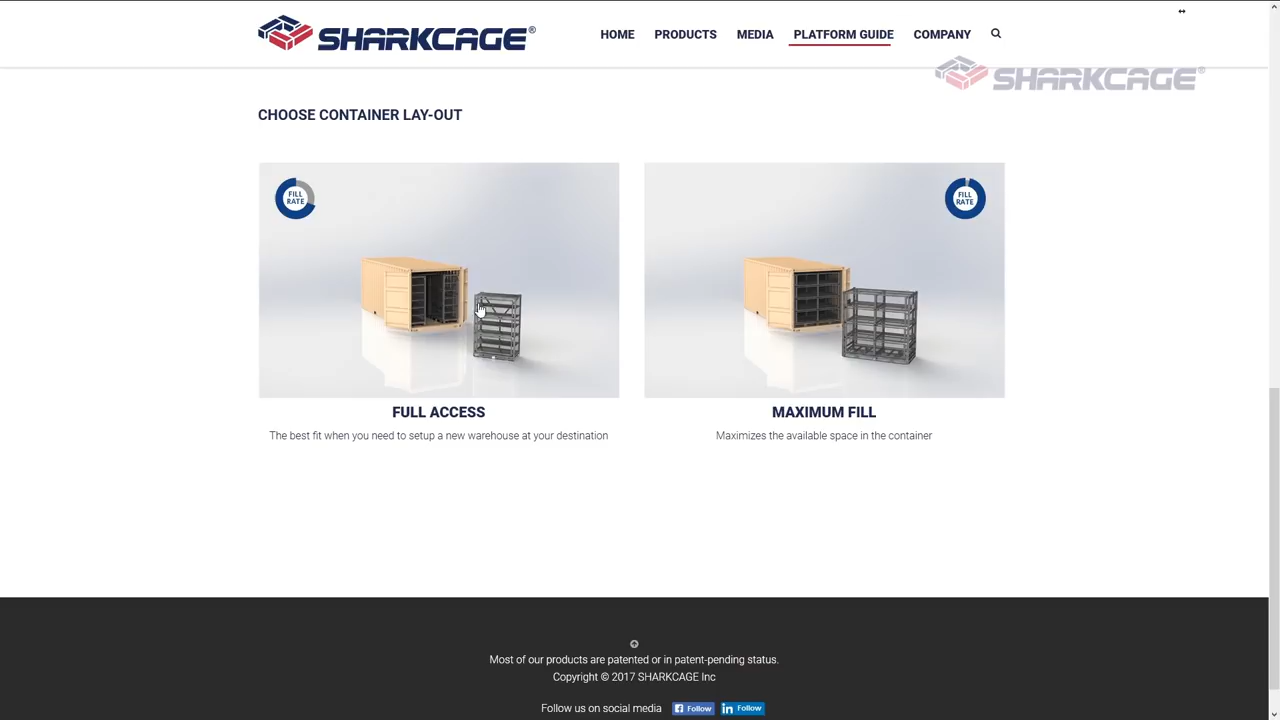 SHARKCAGE®
HOME PRODUCTS MEDIA PLATFORM GUIDE COMPANY
SHARKCAGE®
CHOOSE CONTAINER LAY-OUT
FILL RATE
FILL RATE
FULL ACCESS
The best fit when you need to setup a new warehouse at your destination
MAXIMUM FILL
Maximizes the available space in the container
Most of our products are patented or in patent-pending status.
Copyright © 2017 SHARKCAGE Inc
Follow us on social media Follow in Follow